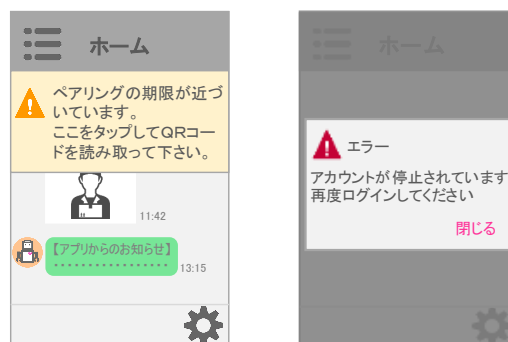 ホーム
ペアリングの期限が近づ
いています。
ここをタップしてQRコー
ドを読み取って下さい。
11:42
【アプリからのお知らせ】
･････････････････
13:15
ホーム
エラー
アカウントが停止されています
再度ログインしてください
閉じる